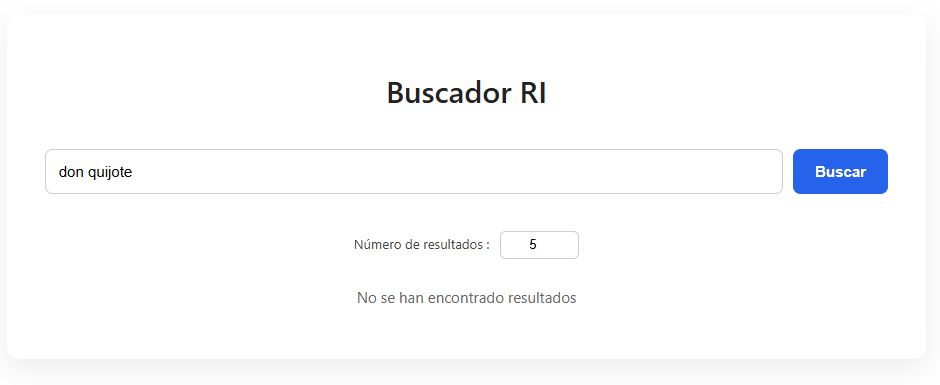 Buscador RI
don quijote
Buscar
Número de resultados :
5
No se han encontrado resultados